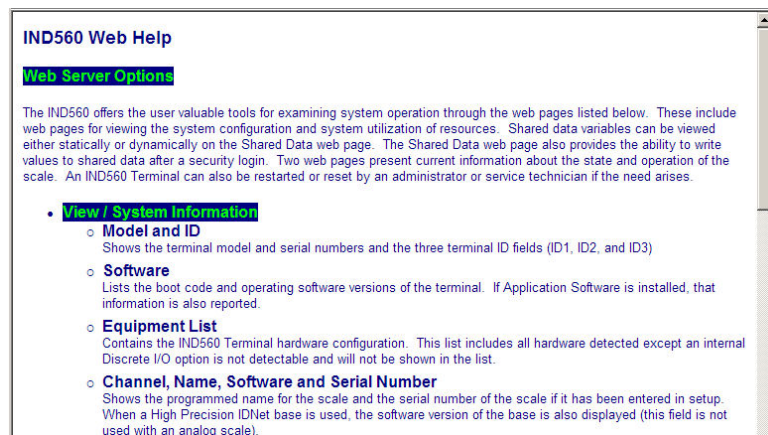 IND560 Web Help
Web Server Options
The IND560 offers the user valuable tools for examining system operation through the web pages listed below. These include
web pages for viewing the system configuration and system utilization of resources. Shared data variables can be viewed
either statically or dynamically on the Shared Data web page. The Shared Data web page also provides the ability to write
values to shared data after a security login. Two web pages present current information about the state and operation of the
scale. An IND560 Terminal can also be restarted or reset by an administrator or service technician if the need arises.
• View / System Information
○ Model and ID
Shows the terminal model and serial numbers and the three terminal ID fields (ID1, ID2, and ID3)
○ Software
Lists the boot code and operating software versions of the terminal. If Application Software is installed, that
information is also reported.
○ Equipment List
Contains the IND560 Terminal hardware configuration. This list includes all hardware detected except an internal
Discrete I/O option is not detectable and will not be shown in the list.
○ Channel, Name, Software and Serial Number
Shows the programmed name for the scale and the serial number of the scale if it has been entered in setup.
When a High Precision IDNet base is used, the software version of the base is also displayed (this field is not
used with an analog scale).